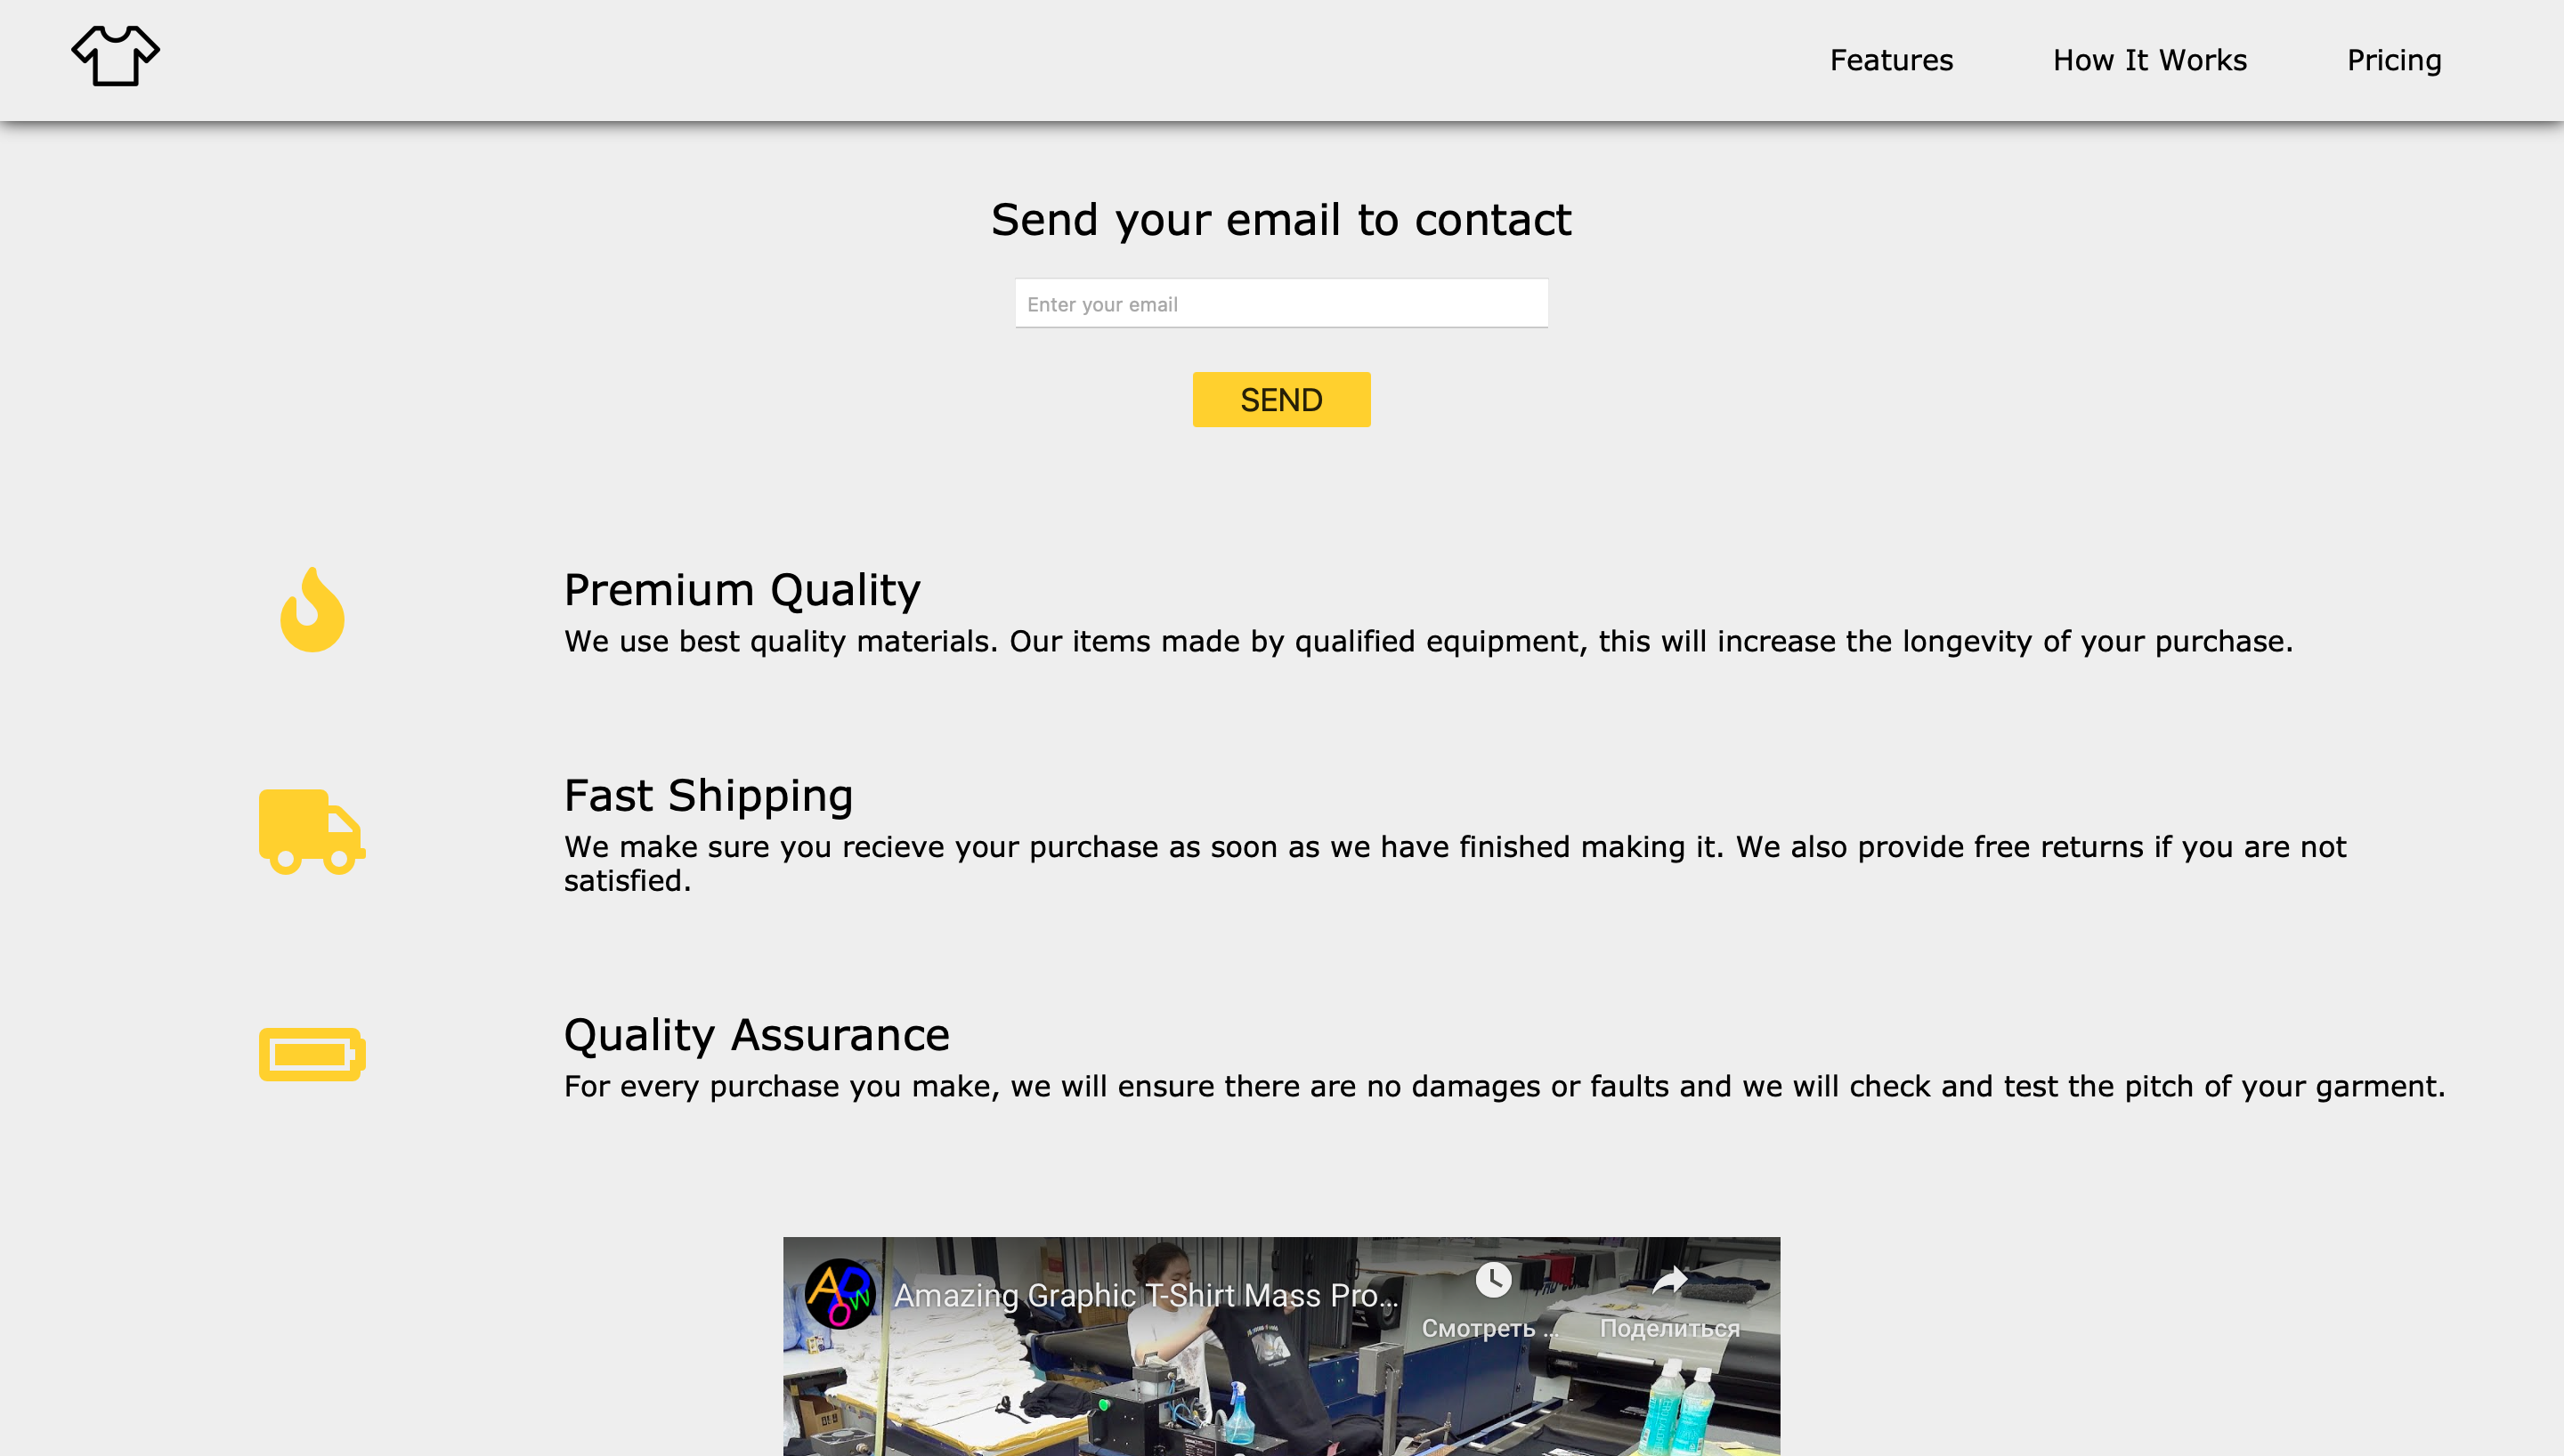 Features How It Works Pricing
Send your email to contact
Enter your email
SEND
Premium Quality
We use best quality materials. Our items made by qualified equipment, this will increase the longevity of your purchase.
Fast Shipping
We make sure you recieve your purchase as soon as we have finished making it. We also provide free returns if you are not
satisfied.
Quality Assurance
For every purchase you make, we will ensure there are no damages or faults and we will check and test the pitch of your garment.
Amazing Graphic T-Shirt Mass Pro...
Смотреть ... Поделиться